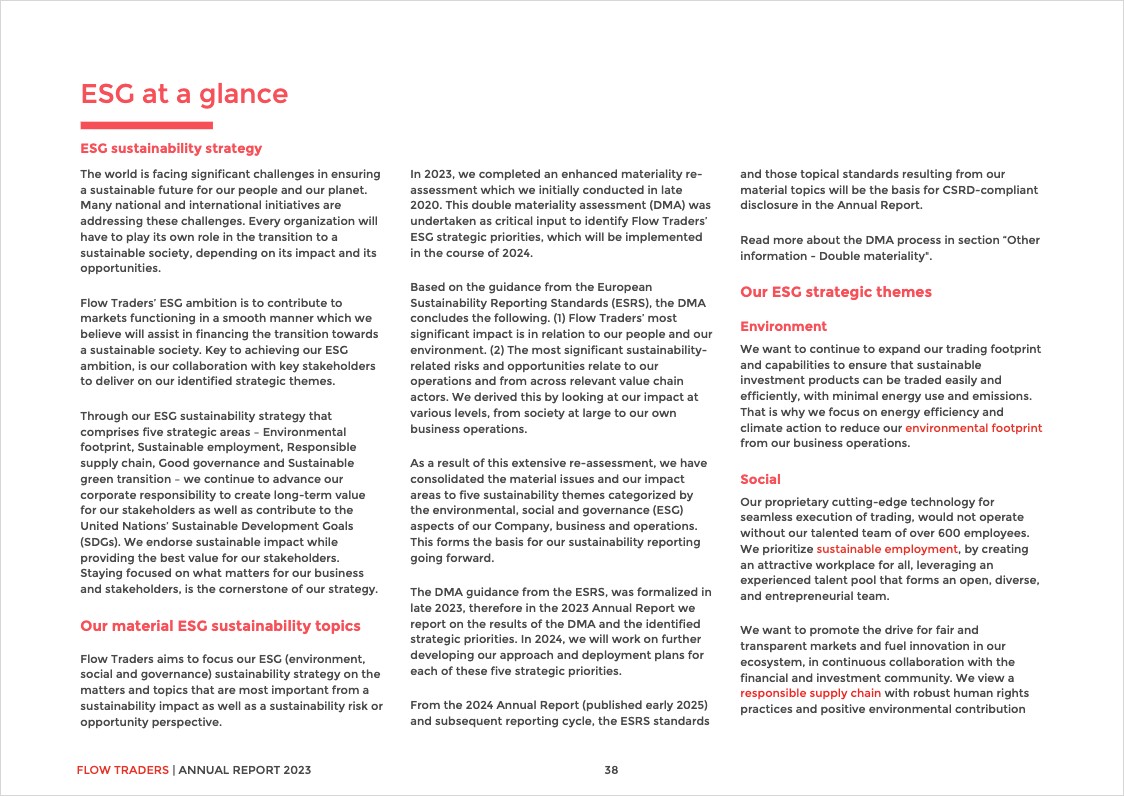 ESG at a glance
ESG sustainability strategy
The world is facing significant challenges in ensuring
a sustainable future for our people and our planet.
Many national and international initiatives are
addressing these challenges. Every organization will
have to play its own role in the transition to a
sustainable society, depending on its impact and its
opportunities.
Flow Traders' ESG ambition is to contribute to
markets functioning in a smooth manner which we
believe will assist in financing the transition towards
a sustainable society. Key to achieving our ESG
ambition, is our collaboration with key stakeholders
to deliver on our identified strategic themes.
Through our ESG sustainability strategy that
comprises five strategic areas – Environmental
footprint, Sustainable employment, Responsible
supply chain, Good governance and Sustainable
green transition – we continue to advance our
corporate responsibility to create long-term value
for our stakeholders as well as contribute to the
United Nations' Sustainable Development Goals
(SDGs). We endorse sustainable impact while
providing the best value for our stakeholders.
Staying focused on what matters for our business
and stakeholders, is the cornerstone of our strategy.
Our material ESG sustainability topics
Flow Traders aims to focus our ESG (environment,
social and governance) sustainability strategy on the
matters and topics that are most important from a
sustainability impact as well as a sustainability risk or
opportunity perspective.
In 2023, we completed an enhanced materiality re-
assessment which we initially conducted in late
2020. This double materiality assessment (DMA) was
undertaken as critical input to identify Flow Traders'
ESG strategic priorities, which will be implemented
in the course of 2024.
Based on the guidance from the European
Sustainability Reporting Standards (ESRS), the DMA
concludes the following. (1) Flow Traders' most
significant impact is in relation to our people and our
environment. (2) The most significant sustainability-
related risks and opportunities relate to our
operations and from across relevant value chain
actors. We derived this by looking at our impact at
various levels, from society at large to our own
business operations.
As a result of this extensive re-assessment, we have
consolidated the material issues and our impact
areas to five sustainability themes categorized by
the environmental, social and governance (ESG)
aspects of our Company, business and operations.
This forms the basis for our sustainability reporting
going forward.
The DMA guidance from the ESRS, was formalized in
late 2023, therefore in the 2023 Annual Report we
report on the results of the DMA and the identified
strategic priorities. In 2024, we will work on further
developing our approach and deployment plans for
each of these five strategic priorities.
From the 2024 Annual Report (published early 2025)
and subsequent reporting cycle, the ESRS standards
and those topical standards resulting from our
material topics will be the basis for CSRD-compliant
disclosure in the Annual Report.
Read more about the DMA process in section "Other
information - Double materiality".
Our ESG strategic themes
Environment
We want to continue to expand our trading footprint
and capabilities to ensure that sustainable
investment products can be traded easily and
efficiently, with minimal energy use and emissions.
That is why we focus on energy efficiency and
climate action to reduce our environmental footprint
from our business operations.
Social
Our proprietary cutting-edge technology for
seamless execution of trading, would not operate
without our talented team of over 600 employees.
We prioritize sustainable employment, by creating
an attractive workplace for all, leveraging an
experienced talent pool that forms an open, diverse,
and entrepreneurial team.
We want to promote the drive for fair and
transparent markets and fuel innovation in our
ecosystem, in continuous collaboration with the
financial and investment community. We view a
responsible supply chain with robust human rights
practices and positive environmental contribution
FLOW TRADERS | ANNUAL REPORT 2023
38